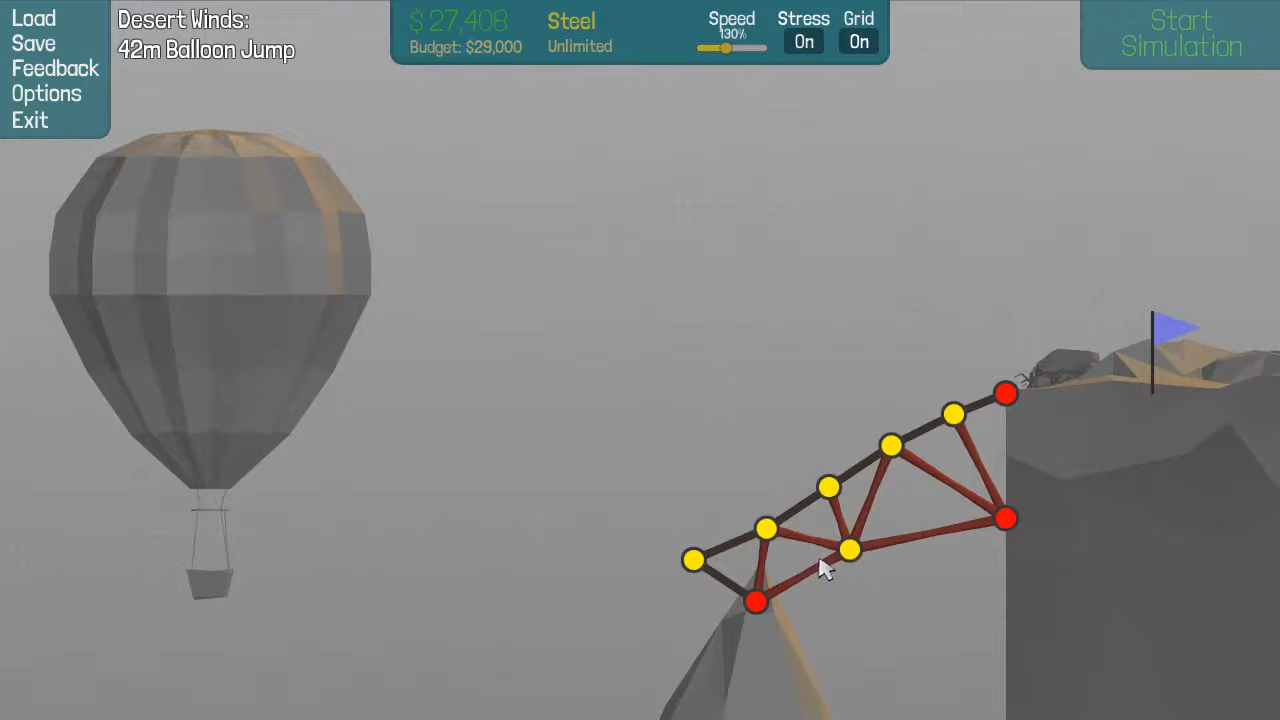 Load
Save
Feedback
Options
Exit
Desert Winds:
42m Balloon Jump
$ 27,408
Budget: $29,000
Steel
Unlimited
Speed
130%
Stress
On
Grid
On
Start
Simulation